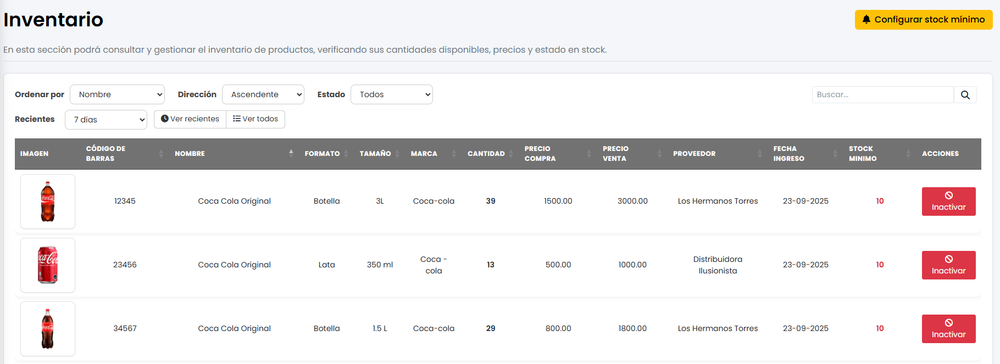 Inventario
Configurar stock mínimo
En esta sección podrá consultar y gestionar el inventario de productos, verificando sus cantidades disponibles, precios y estado en stock.
Ordenar por Nombre Dirección Ascendente Estado Todos Buscar...
Recientes 7 días Ver recientes Ver todos
IMAGEN CÓDIGO DE BARRAS NOMBRE FORMATO TAMAÑO MARCA CANTIDAD PRECIO COMPRA PRECIO VENTA PROVEEDOR FECHA INGRESO STOCK MINIMO ACCIONES
12345 Coca Cola Original Botella 3L Coca-cola 39 1500.00 3000.00 Los Hermanos Torres 23-09-2025 10 Inactivar
23456 Coca Cola Original Lata 350 ml Coca - cola 13 500.00 1000.00 Distribuidora Ilusionista 23-09-2025 10 Inactivar
34567 Coca Cola Original Botella 1.5 L Coca-cola 29 800.00 1800.00 Los Hermanos Torres 23-09-2025 10 Inactivar